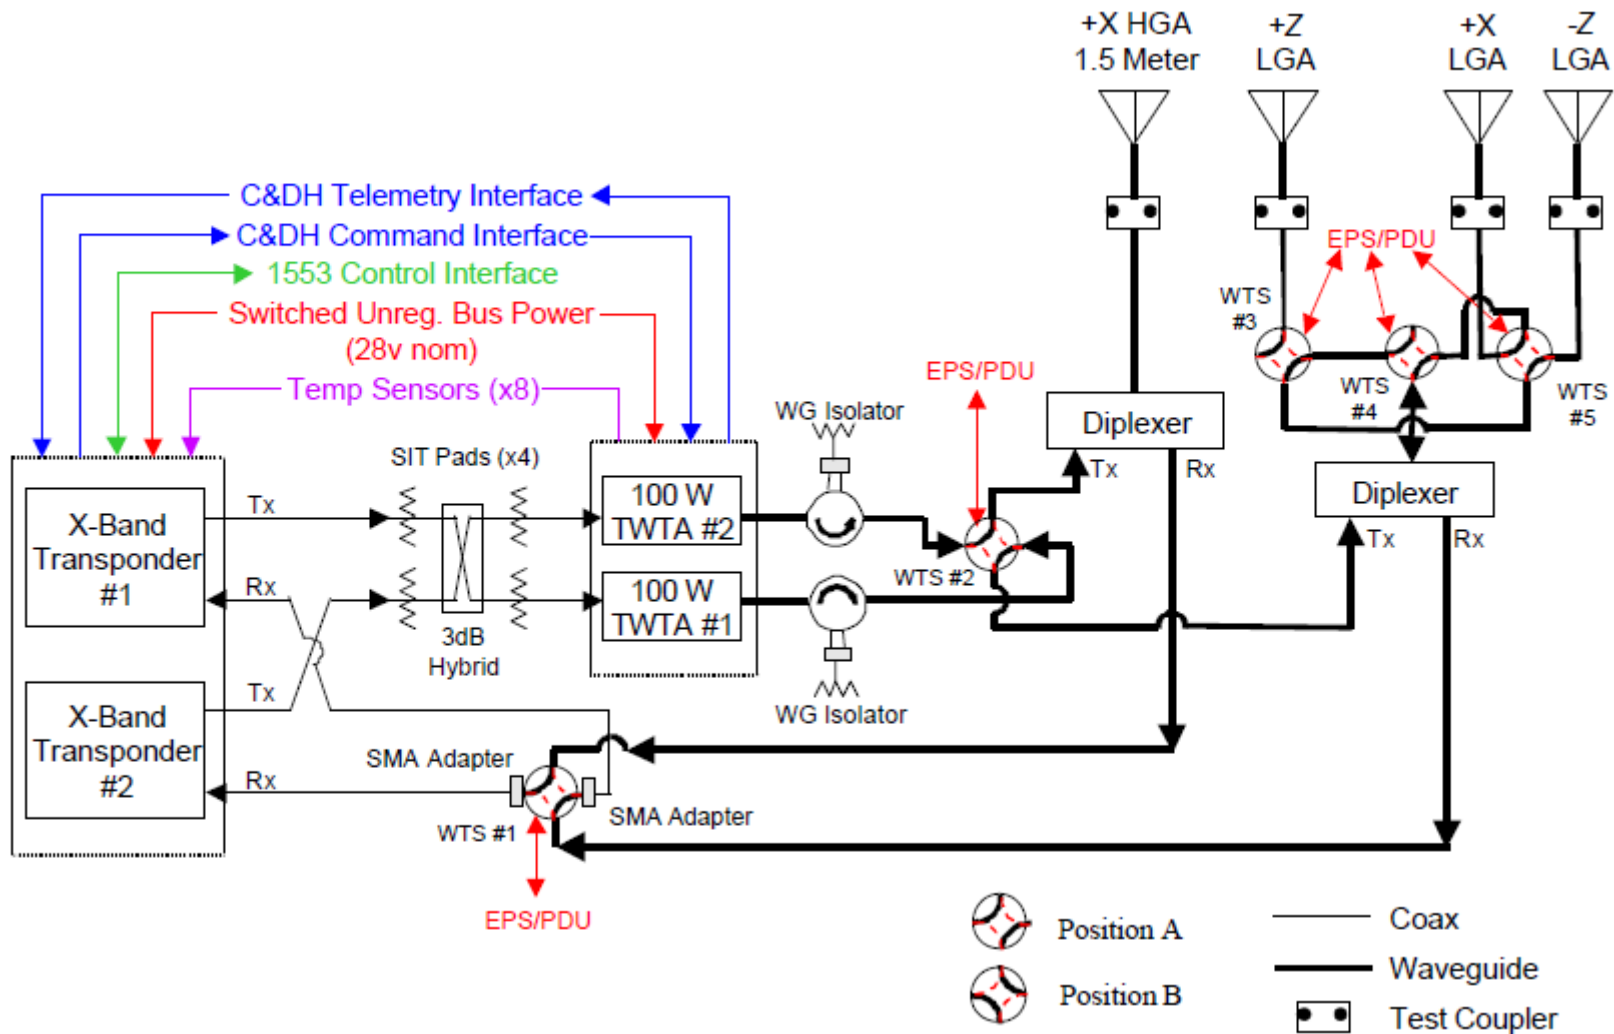 +X HGA
1.5 Meter
+Z
LGA
+X
LGA
-Z
LGA
C&DH Telemetry Interface
C&DH Command Interface
1553 Control Interface
Switched Unreg. Bus Power
(28v nom)
Temp Sensors (x8)
EPS/PDU
WTS
#3
WTS
#4
WTS
#5
EPS/PDU
WG Isolator
Diplexer
Tx
Rx
Diplexer
Tx
Rx
SIT Pads (x4)
X-Band
Transponder
#1
Tx
Rx
3dB
Hybrid
100 W
TWTA #2
100 W
TWTA #1
WTS #2
WG Isolator
X-Band
Transponder
#2
Tx
Rx
SMA Adapter
SMA Adapter
WTS #1
EPS/PDU
Position A
Position B
Coax
Waveguide
Test Coupler